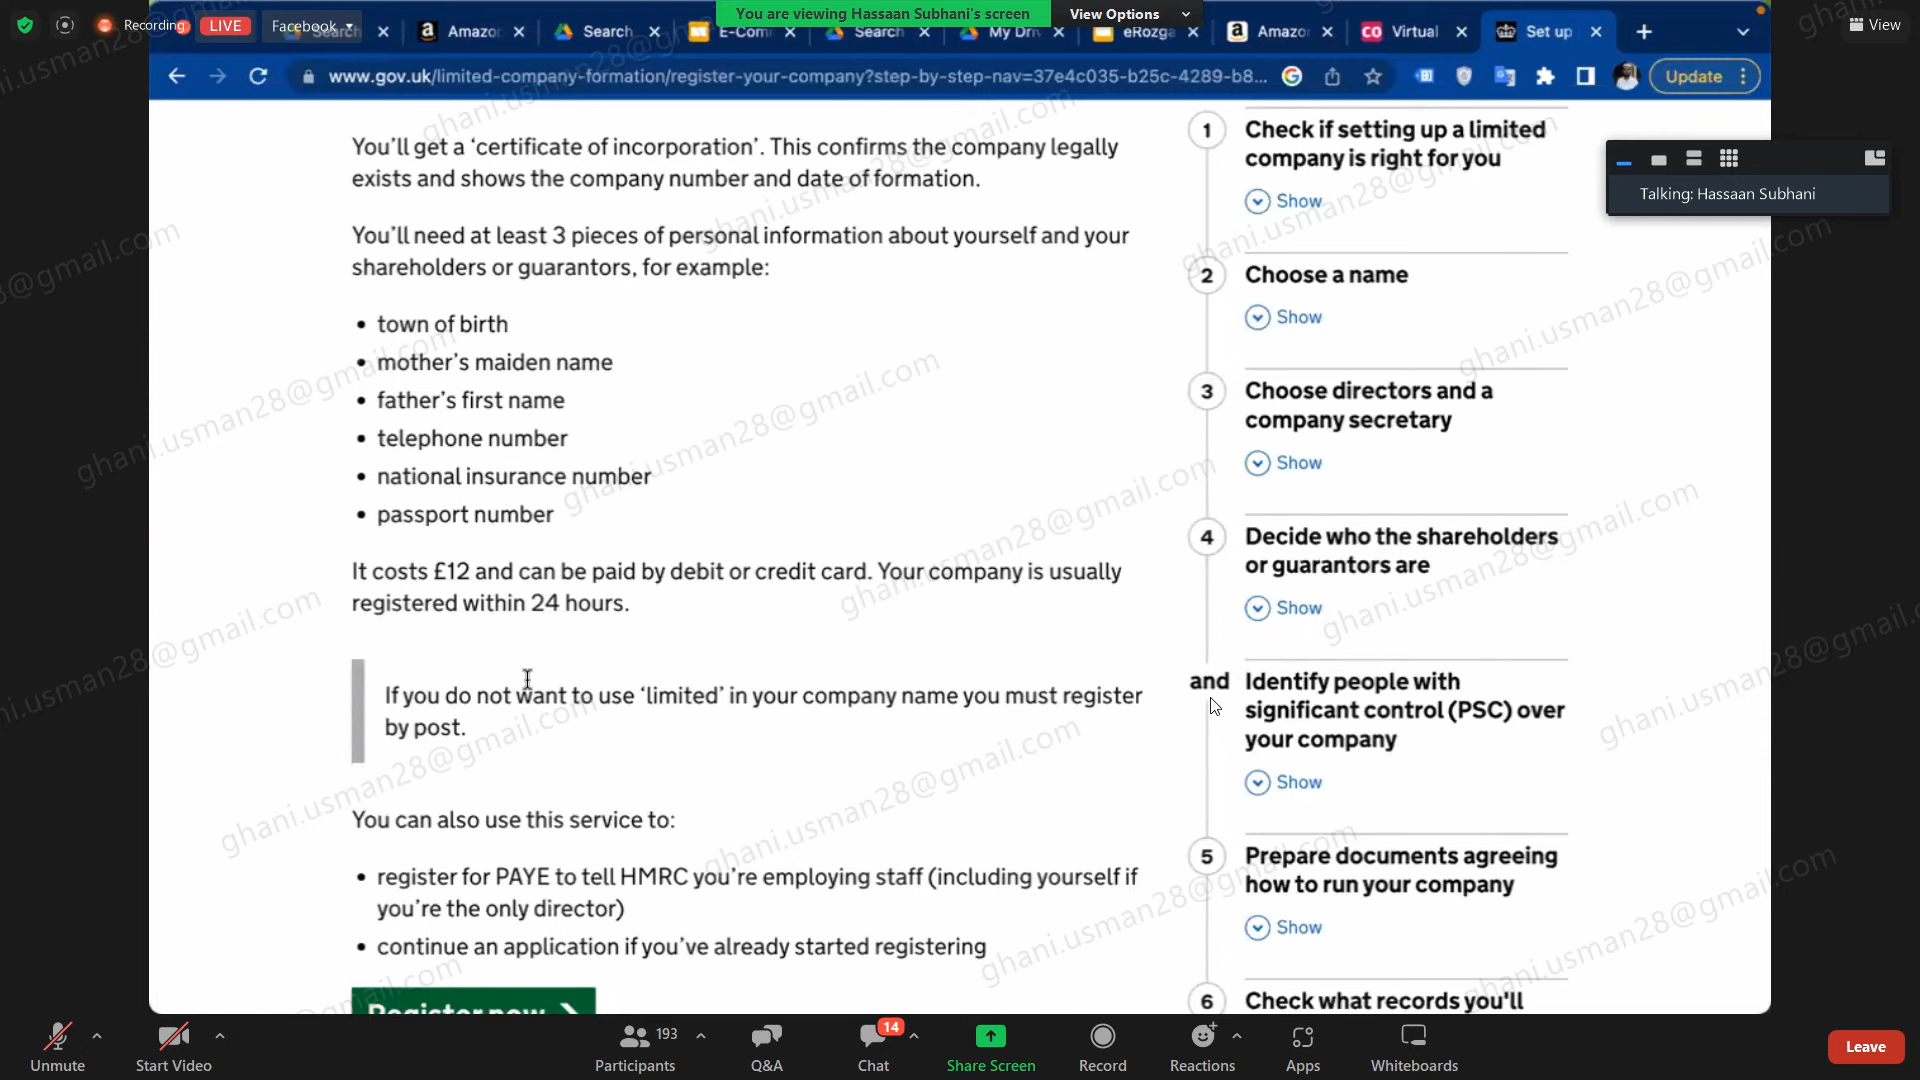 Recording
LIVE
Facebook
You are viewing Hassaan Subhani's screen
View Options
View
Search
Amazo
Search
E-Com
Search
My Driv
eRozga
Amazo
Virtual
Set up
www.gov.uk/limited-company-formation/register-your-company?step-by-step-nav=37e4c035-b25c-4289-b8...
Update
Talking: Hassaan Subhani
You'll get a ‘certificate of incorporation’. This confirms the company legally
exists and shows the company number and date of formation.
You'll need at least 3 pieces of personal information about yourself and your
shareholders or guarantors, for example:
• town of birth
• mother's maiden name
• father's first name
• telephone number
• national insurance number
• passport number
It costs £12 and can be paid by debit or credit card. Your company is usually
registered within 24 hours.
If you do not want to use ‘limited’ in your company name you must register
by post.
You can also use this service to:
• register for PAYE to tell HMRC you're employing staff (including yourself if
you're the only director)
• continue an application if you've already started registering
Register now
1 Check if setting up a limited
company is right for you
Show
2 Choose a name
Show
3 Choose directors and a
company secretary
Show
4 Decide who the shareholders
or guarantors are
Show
and Identify people with
significant control (PSC) over
your company
Show
5 Prepare documents agreeing
how to run your company
Show
6 Check what records you'll
ghani.usman28@gmail.com
Unmute
Start Video
Participants
193
Q&A
Chat
14
Share Screen
Record
Reactions
Apps
Whiteboards
Leave